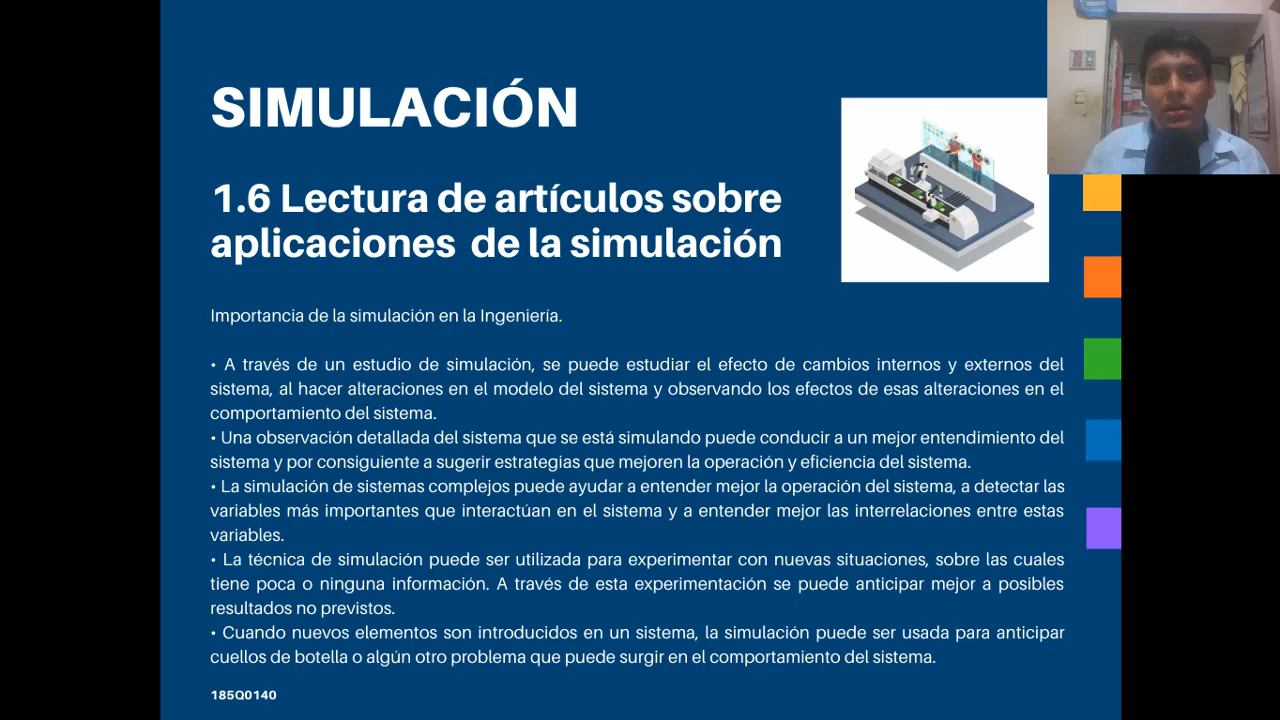 SIMULACIÓN
1.6 Lectura de artículos sobre
aplicaciones de la simulación
Importancia de la simulación en la Ingeniería.
• A través de un estudio de simulación, se puede estudiar el efecto de cambios internos y externos del
sistema, al hacer alteraciones en el modelo del sistema y observando los efectos de esas alteraciones en el
comportamiento del sistema.
• Una observación detallada del sistema que se está simulando puede conducir a un mejor entendimiento del
sistema y por consiguiente a sugerir estrategias que mejoren la operación y eficiencia del sistema.
• La simulación de sistemas complejos puede ayudar a entender mejor la operación del sistema, a detectar las
variables más importantes que interactúan en el sistema y a entender mejor las interrelaciones entre estas
variables.
• La técnica de simulación puede ser utilizada para experimentar con nuevas situaciones, sobre las cuales
tiene poca o ninguna información. A través de esta experimentación se puede anticipar mejor a posibles
resultados no previstos.
• Cuando nuevos elementos son introducidos en un sistema, la simulación puede ser usada para anticipar
cuellos de botella o algún otro problema que puede surgir en el comportamiento del sistema.
185Q0140